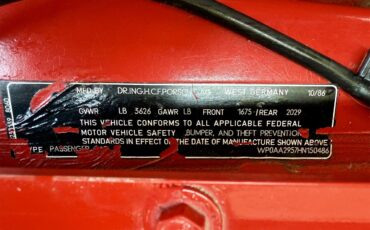 MFD BY DR.ING.H.C.F.PORSCHE AG WEST GERMANY 10/86
GVWR LB 3626 GAWR LB FRONT 1675/REAR 2029
THIS VEHICLE CONFORMS TO ALL APPLICABLE FEDERAL
MOTOR VEHICLE SAFETY BUMPER, AND THEFT PREVENTION
STANDARDS IN EFFECT ON THE DATE OF MANUFACTURE SHOWN ABOVE
WP0AA2957HN150486
TYPE PASSENGER CAR